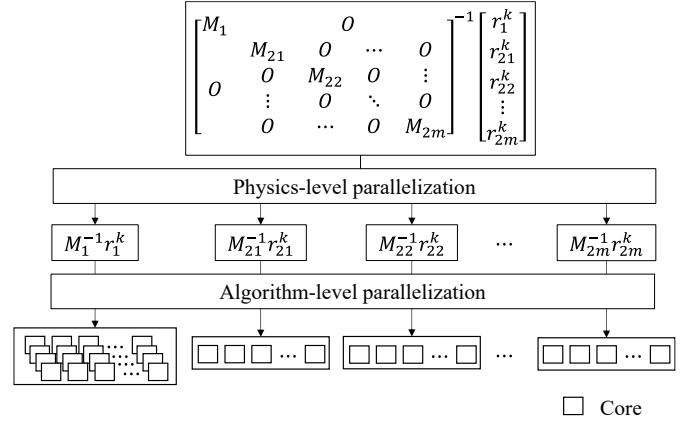 M₁ O ⁻¹ r₁ᵏ
M₂₁ O ⋯ O r₂₁ᵏ
O O M₂₂ O ⋮ r₂₂ᵏ
⋮ O ⋱ O ⋮
O ⋯ O M₂ₘ r₂ₘᵏ
Physics-level parallelization
M₁⁻¹r₁ᵏ M₂₁⁻¹r₂₁ᵏ M₂₂⁻¹r₂₂ᵏ ⋯ M₂ₘ⁻¹r₂ₘᵏ
Algorithm-level parallelization
Core